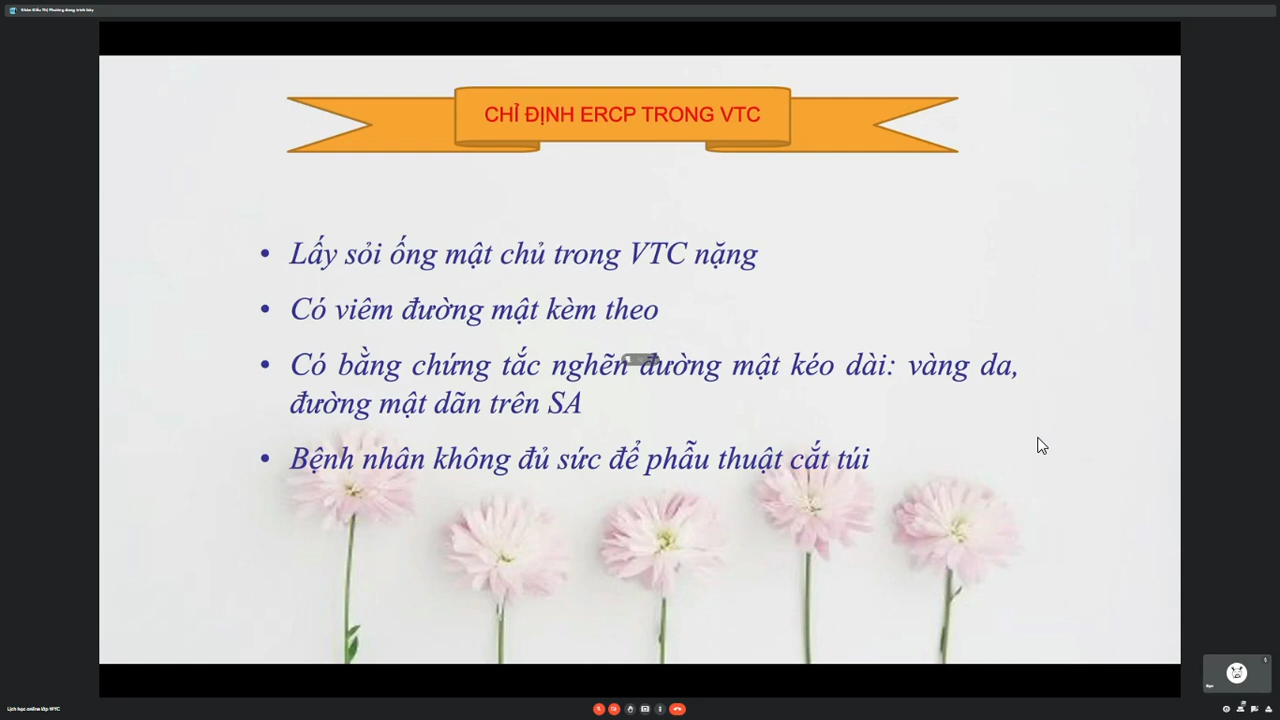 CHỈ ĐỊNH ERCP TRONG VTC
• Lấy sỏi ống mật chủ trong VTC nặng
• Có viêm đường mật kèm theo
• Có bằng chứng tắc nghẽn đường mật kéo dài: vàng da,
đường mật dãn trên SA
• Bệnh nhân không đủ sức để phẫu thuật cắt túi
Bạn